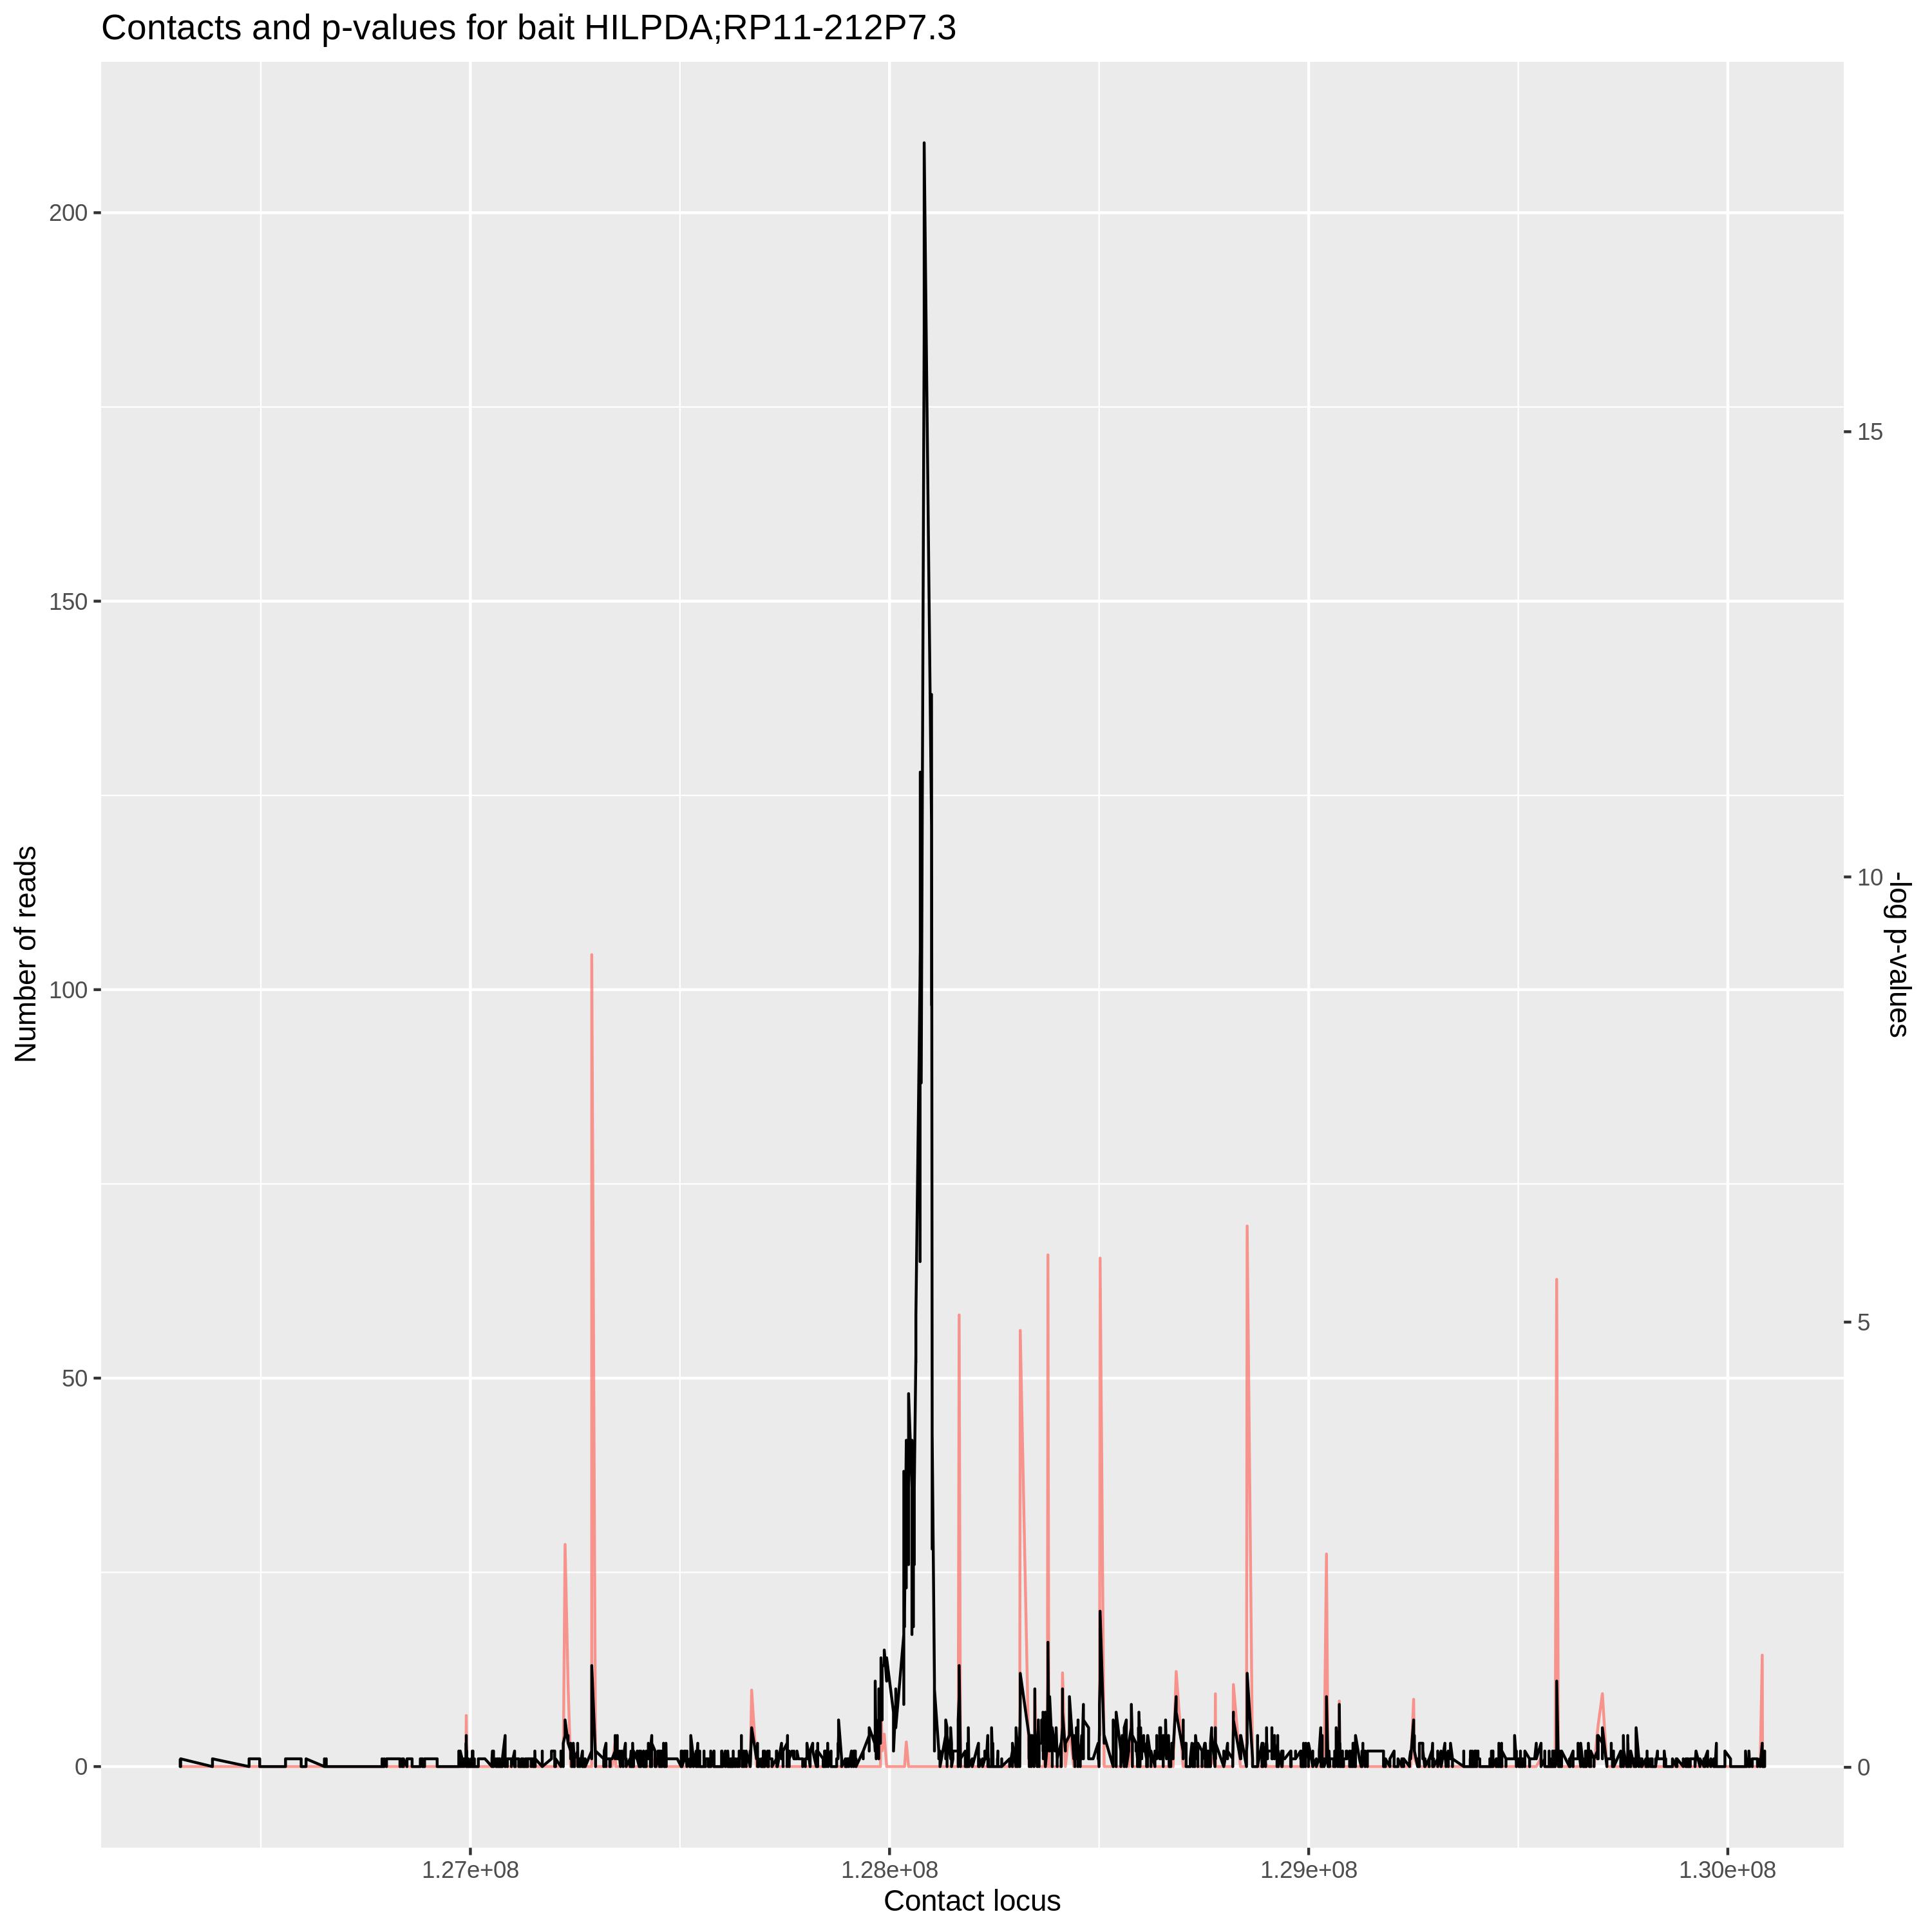 Contacts and p-values for bait HILPDA;RP11-212P7.3
200
150
100
50
0
Number of reads
15
10
5
0
-log p-values
1.27e+08
1.28e+08
1.29e+08
1.30e+08
Contact locus